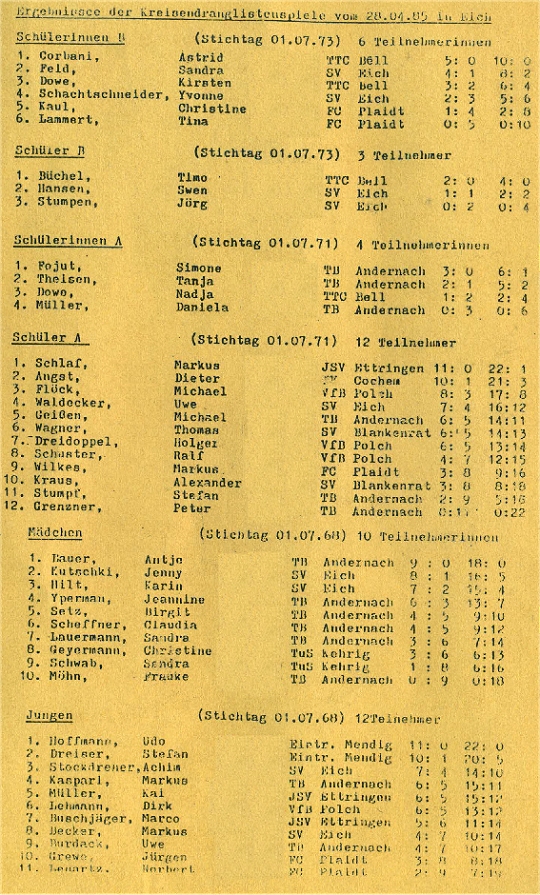 Ergebnisse der Kreisendranglistenspiele vom 28.04.85 in Eich
Schülerinnen B (Stichtag 01.07.73) 6 Teilnehmerinnen
1. Corbani, Astrid TTC Bell 5: 0 10: 0
2. Feld, Sandra SV Eich 4: 1 8: 2
3. Dowe, Kirsten TTC Bell 3: 2 6: 4
4. Schachtschneider, Yvonne SV Eich 2: 3 5: 6
5. Kaul, Christine FC Plaidt 1: 4 2: 8
6. Lammert, Tina FC Plaidt 0: 5 0:10
Schüler B (Stichtag 01.07.73) 3 Teilnehmer
1. Büchel, Timo TTC Bell 2: 0 4: 0
2. Hansen, Swen SV Eich 1: 1 2: 2
3. Stumpen, Jörg SV Eich 0: 2 0: 4
Schülerinnen A (Stichtag 01.07.71) 4 Teilnehmerinnen
1. Fojut, Simone TB Andernach 3: 0 6: 1
2. Theisen, Tanja TB Andernach 2: 1 5: 2
3. Dowe, Nadja TTC Bell 1: 2 2: 4
4. Müller, Daniela TB Andernach 0: 3 0: 6
Schüler A (Stichtag 01.07.71) 12 Teilnehmer
1. Schlaf, Markus JSV Ettringen 11: 0 22: 1
2. Angst, Dieter Cochem 10: 1 21: 3
3. Flöck, Michael VfB Polch 8: 3 17: 8
4. Waldecker, Uwe SV Eich 7: 4 16:12
5. Geißen, Michael TB Andernach 6: 5 14:11
6. Wagner, Thomas SV Blankenrat 6: 5 14:13
7. Dreidoppel, Holger VfB Polch 6: 5 13:14
8. Schuster, Ralf VfB Polch 4: 7 12:15
9. Wilkes, Markus FC Plaidt 3: 8 9:16
10. Kraus, Alexander SV Blankenrat 3: 8 8:18
11. Stumpf, Stefan TB Andernach 2: 9 5:18
12. Grenzner, Peter TB Andernach 0:22
Mädchen (Stichtag 01.07.68) 10 Teilnehmerinnen
1. Bauer, Antje TB Andernach 9 : 0 18: 0
2. Kutschki, Jenny SV Eich 8 : 1 16: 5
3. Hilt, Karin SV Eich 7 : 2 15: 4
4. Yperman, Jeannine TB Andernach 6 : 3 13: 7
5. Setz, Birgit TB Andernach 4 : 5 9:10
6. Scheffner, Claudia TB Andernach 4 : 5 9:12
7. Lauermann, Sandra TB Andernach 3 : 6 7:14
8. Geyermann, Christine TuS Kehrig 3 : 6 6:13
9. Schwab, Sandra TuS Kehrig 1 : 8 6:16
10. Möhn, Frauke TB Andernach 0 : 9 0:18
Jungen (Stichtag 01.07.68) 12Teilnehmer
1. Hoffmann, Udo Eintr. Mendig 11: 0 22: 0
2. Dreiser, Stefan Eintr. Mendig 10: 1 20: 5
3. Stockdreher,Achim SV Eich 7: 4 14:10
4. Kaspari, Markus TB Andernach 6: 5 15:11
5. Müller, Kai JSV Ettringen 6: 5 15:12
6. Lehmann, Dirk VfB Polch 6: 5 13:12
7. Buschjäger, Marco JSV Ettringen 5: 6 11:14
8. Becker, Markus SV Eich 4: 7 10:14
9. Burdack, Uwe TB Andernach 4: 7 10:17
10. Grewe, Jürgen FC Plaidt 3: 8 8:18
11. Lenartz, Norbert FC Plaidt 2: 9 7:19